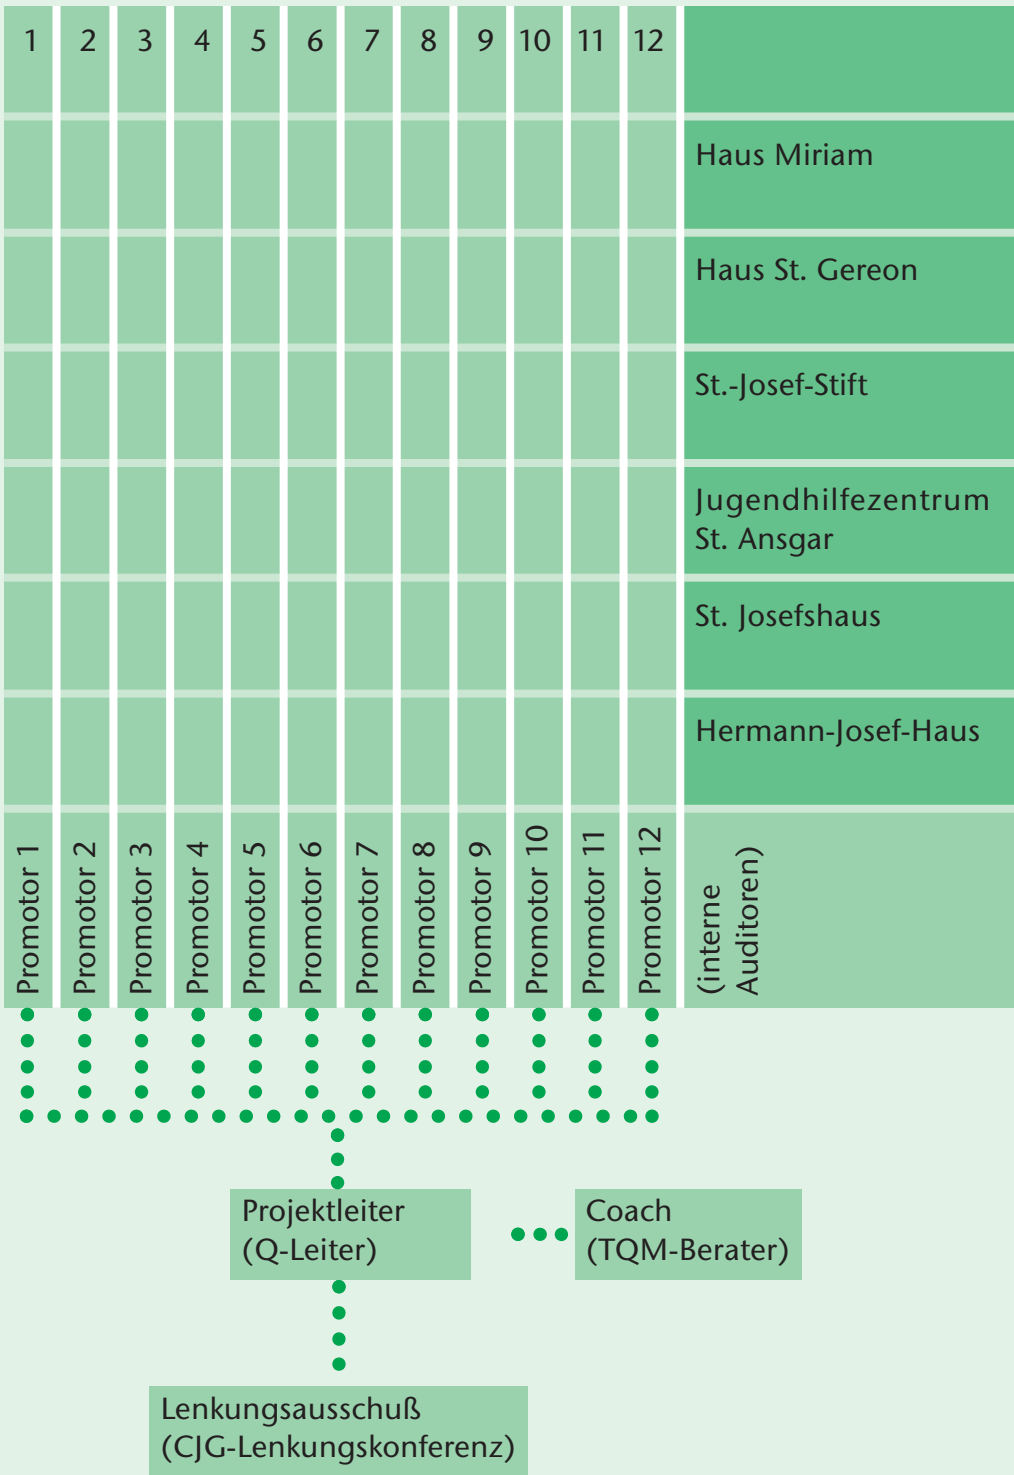 1 2 3 4 5 6 7 8 9 10 11 12
Haus Miriam
Haus St. Gereon
St.-Josef-Stift
Jugendhilfezentrum
St. Ansgar
St. Josefshaus
Hermann-Josef-Haus
Promotor 1
Promotor 2
Promotor 3
Promotor 4
Promotor 5
Promotor 6
Promotor 7
Promotor 8
Promotor 9
Promotor 10
Promotor 11
Promotor 12
(interne
Auditoren)
Projektleiter
(Q-Leiter)
Coach
(TQM-Berater)
Lenkungsausschuß
(CJG-Lenkungskonferenz)